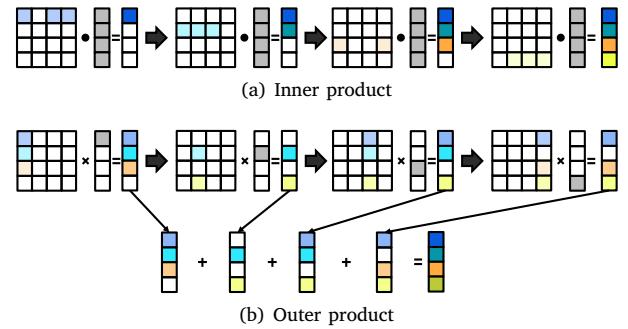 • = • = • = • =
(a) Inner product
× = × = × = × =
+ + + =
(b) Outer product